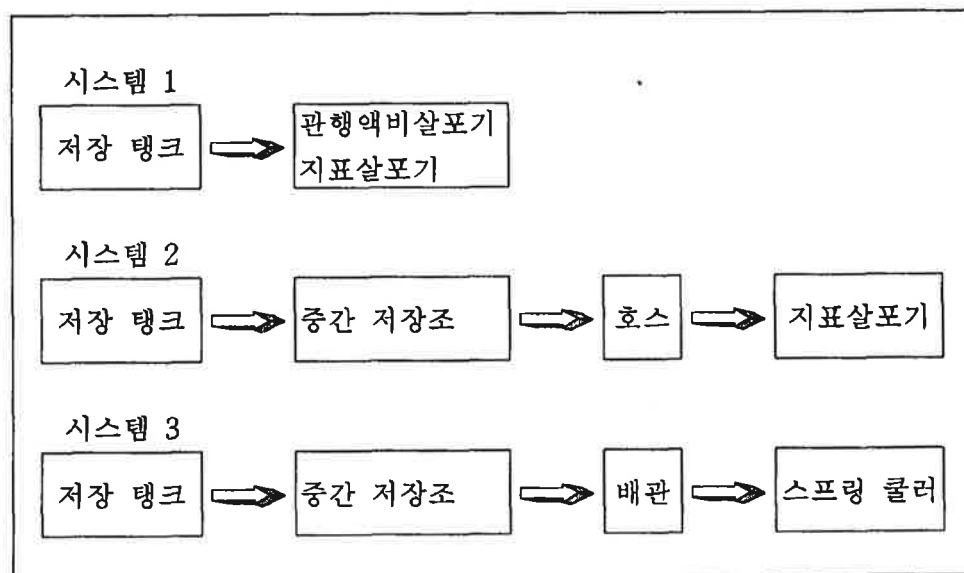 시스템 1
저장 탱크
관행액비살포기
지표살포기
시스템 2
저장 탱크
중간 저장조
호스
지표살포기
시스템 3
저장 탱크
중간 저장조
배관
스프링 쿨러